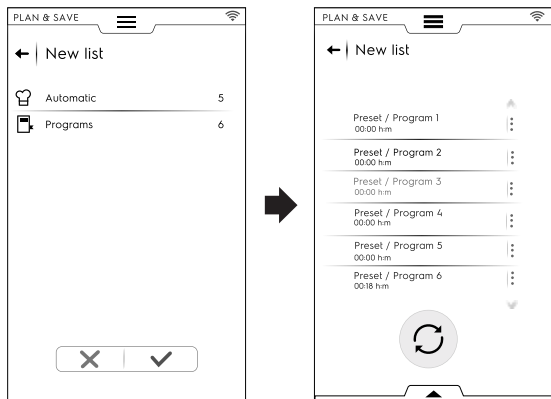 PLAN & SAVE
New list
Automatic 5
Programs 6
PLAN & SAVE
New list
Preset / Program 1
00:00 h:m
Preset / Program 2
00:00 h:m
Preset / Program 3
00:00 h:m
Preset / Program 4
00:00 h:m
Preset / Program 5
00:00 h:m
Preset / Program 6
00:18 h:m